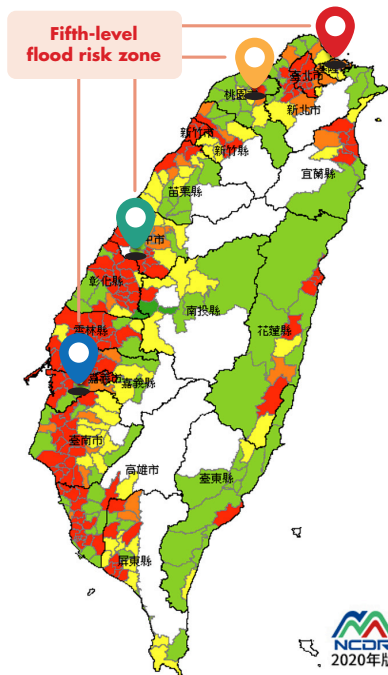 Fifth-level
flood risk zone
臺北市
桃園
新北市
新竹市
新竹縣
宜蘭縣
苗栗縣
中市
彰化縣
南投縣
花蓮縣
雲林縣
嘉義市
嘉義縣
臺南市
高雄市
臺東縣
屏東縣
NCDR
2020年版